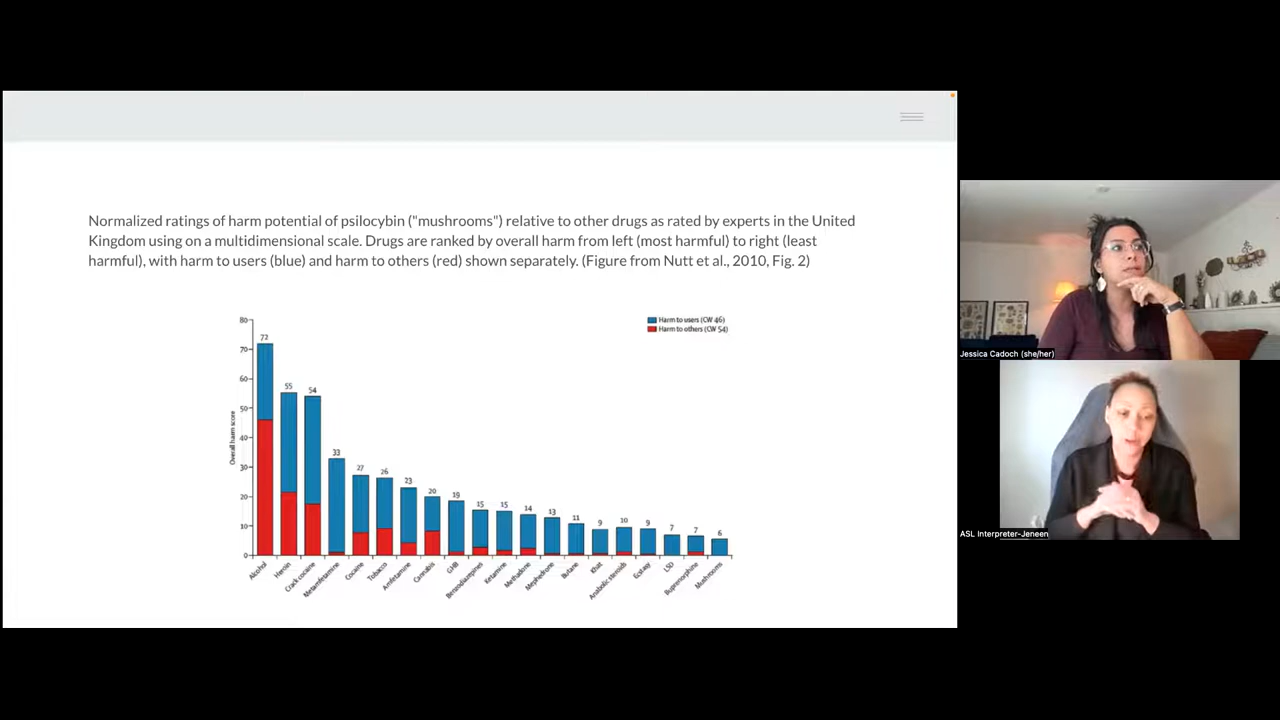 Normalized ratings of harm potential of psilocybin ("mushrooms") relative to other drugs as rated by experts in the United
Kingdom using on a multidimensional scale. Drugs are ranked by overall harm from left (most harmful) to right (least
harmful), with harm to users (blue) and harm to others (red) shown separately. (Figure from Nutt et al., 2010, Fig. 2)
Harm to users (CW 46)
Harm to others (CW 54)
Overall harm score
80
70
60
50
40
30
20
10
0
72
55
54
33
27
26
23
20
19
15
15
14
13
11
9
10
9
7
7
6
Alcohol
Heroin
Crack cocaine
Metamfetamine
Cocaine
Tobacco
Amfetamine
Cannabis
GHB
Benzodiazepines
Ketamine
Methadone
Mephedrone
Butane
Khat
Anabolic steroids
Ecstasy
LSD
Buprenorphine
Mushrooms
Jessica Cadoch (she/her)
ASL Interpreter-Jeneen